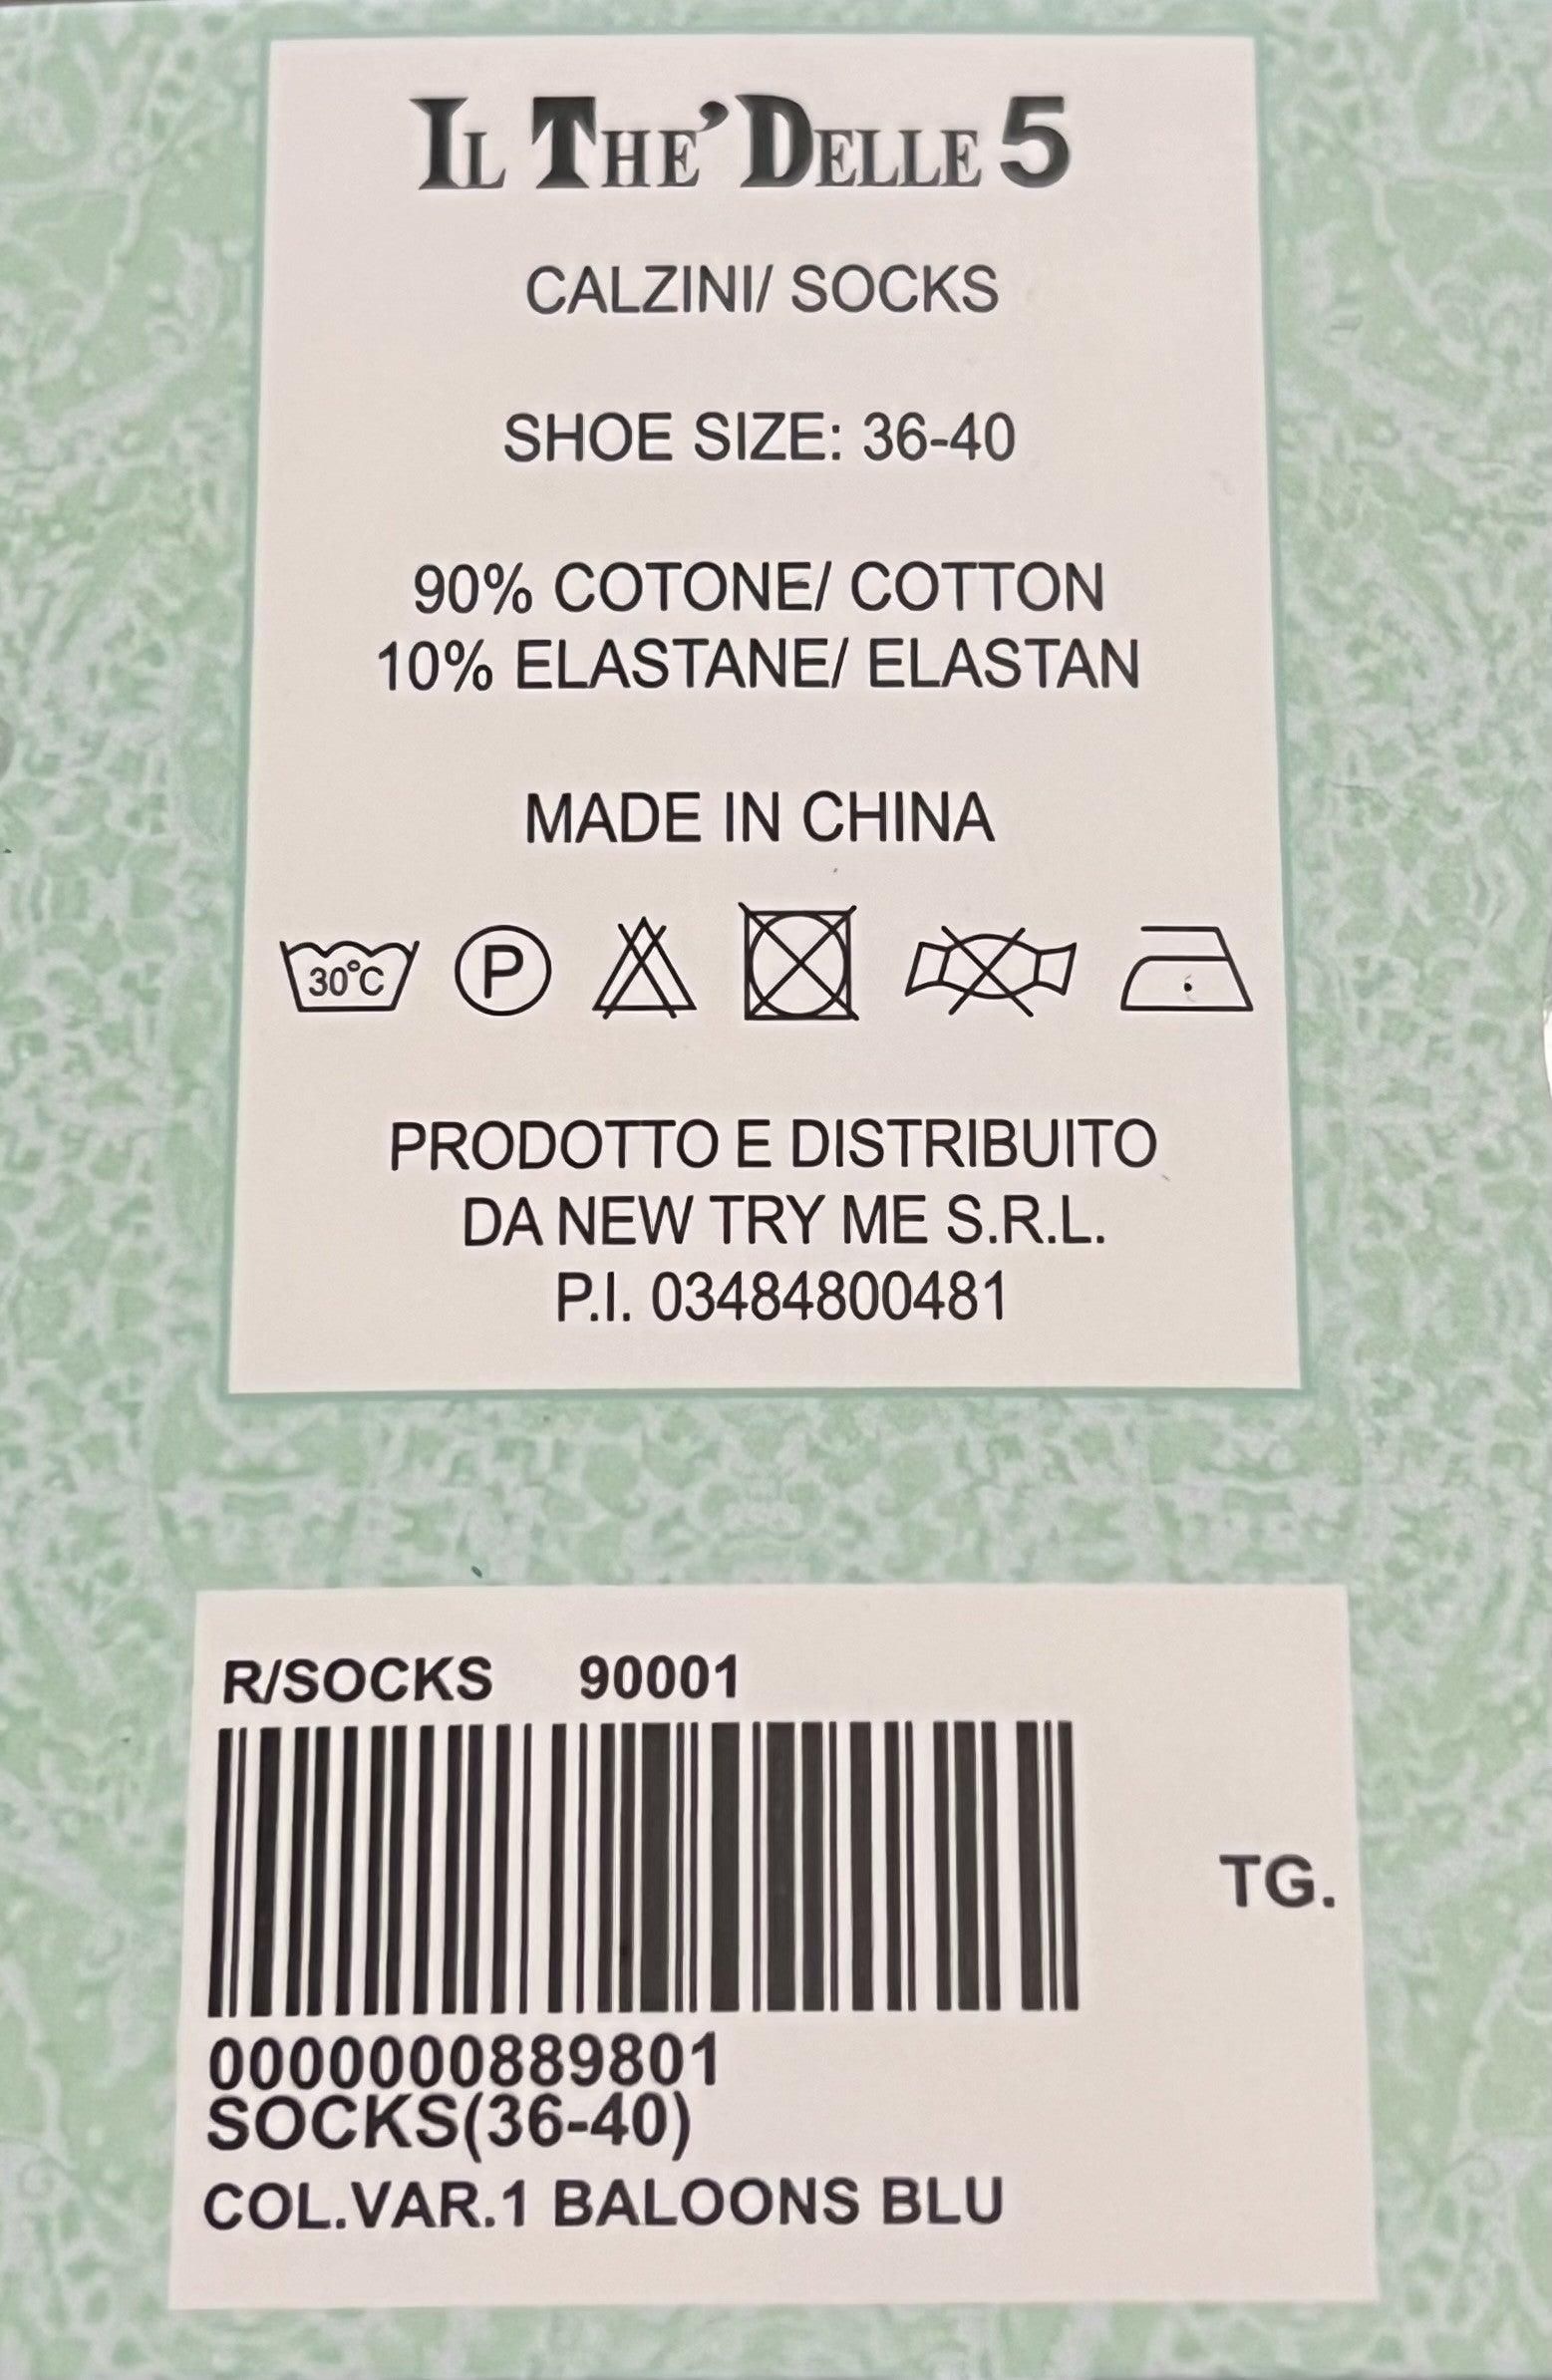 IL THE' DELLE 5
CALZINI/ SOCKS
SHOE SIZE: 36-40
90% COTONE/ COTTON
10% ELASTANE/ ELASTAN
MADE IN CHINA
30°C P
PRODOTTO E DISTRIBUITO
DA NEW TRY ME S.R.L.
P.I. 03484800481
R/SOCKS 90001
TG.
0000000889801
SOCKS(36-40)
COL.VAR.1 BALOONS BLU